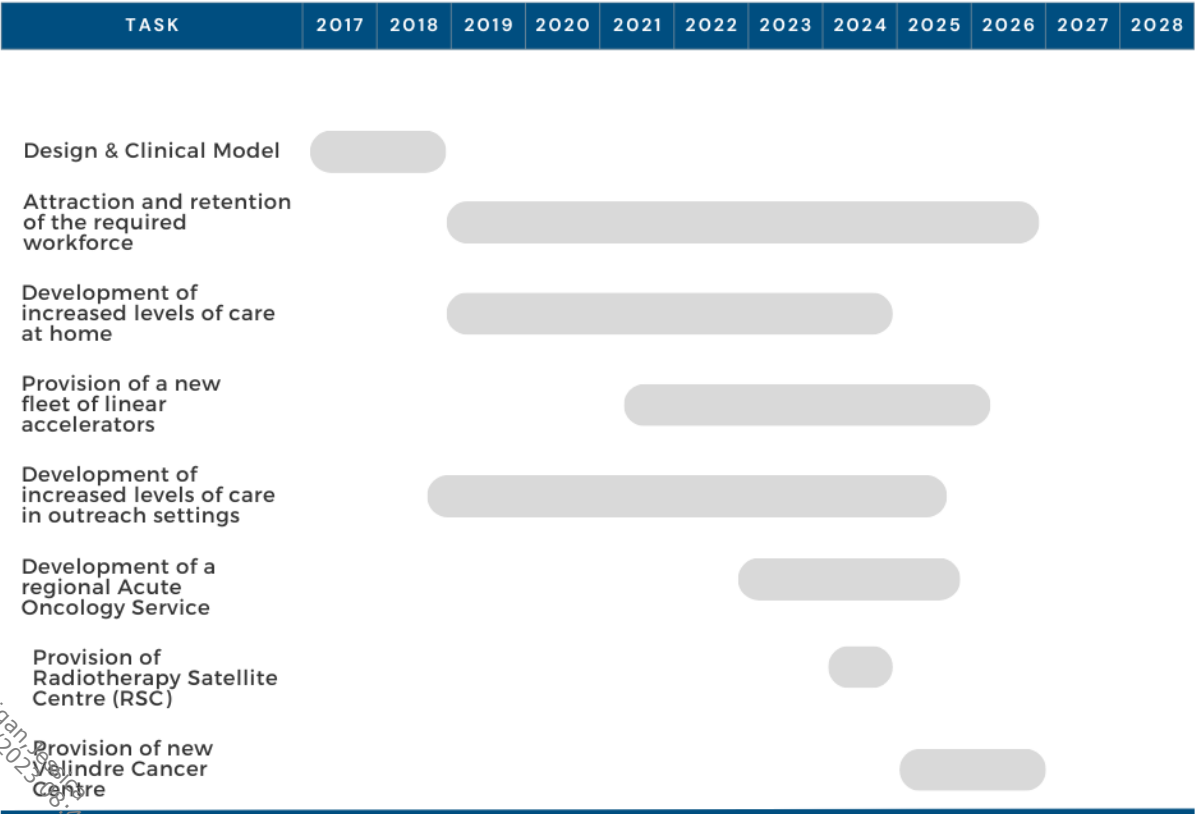 TASK 2017 2018 2019 2020 2021 2022 2023 2024 2025 2026 2027 2028
Design & Clinical Model
Attraction and retention
of the required
workforce
Development of
increased levels of care
at home
Provision of a new
fleet of linear
accelerators
Development of
increased levels of care
in outreach settings
Development of a
regional Acute
Oncology Service
Provision of
Radiotherapy Satellite
Centre (RSC)
Provision of new
Velindre Cancer
Centre